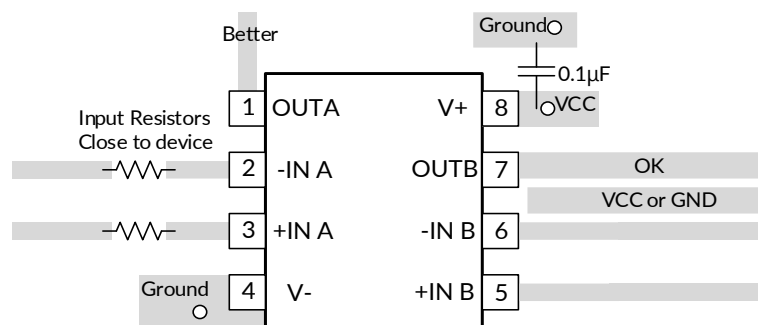 Better
Ground
0.1µF
VCC
Input Resistors
Close to device
1 OUTA
V+ 8
2 -IN A
OUTB 7
OK
VCC or GND
3 +IN A
-IN B 6
Ground
4 V-
+IN B 5